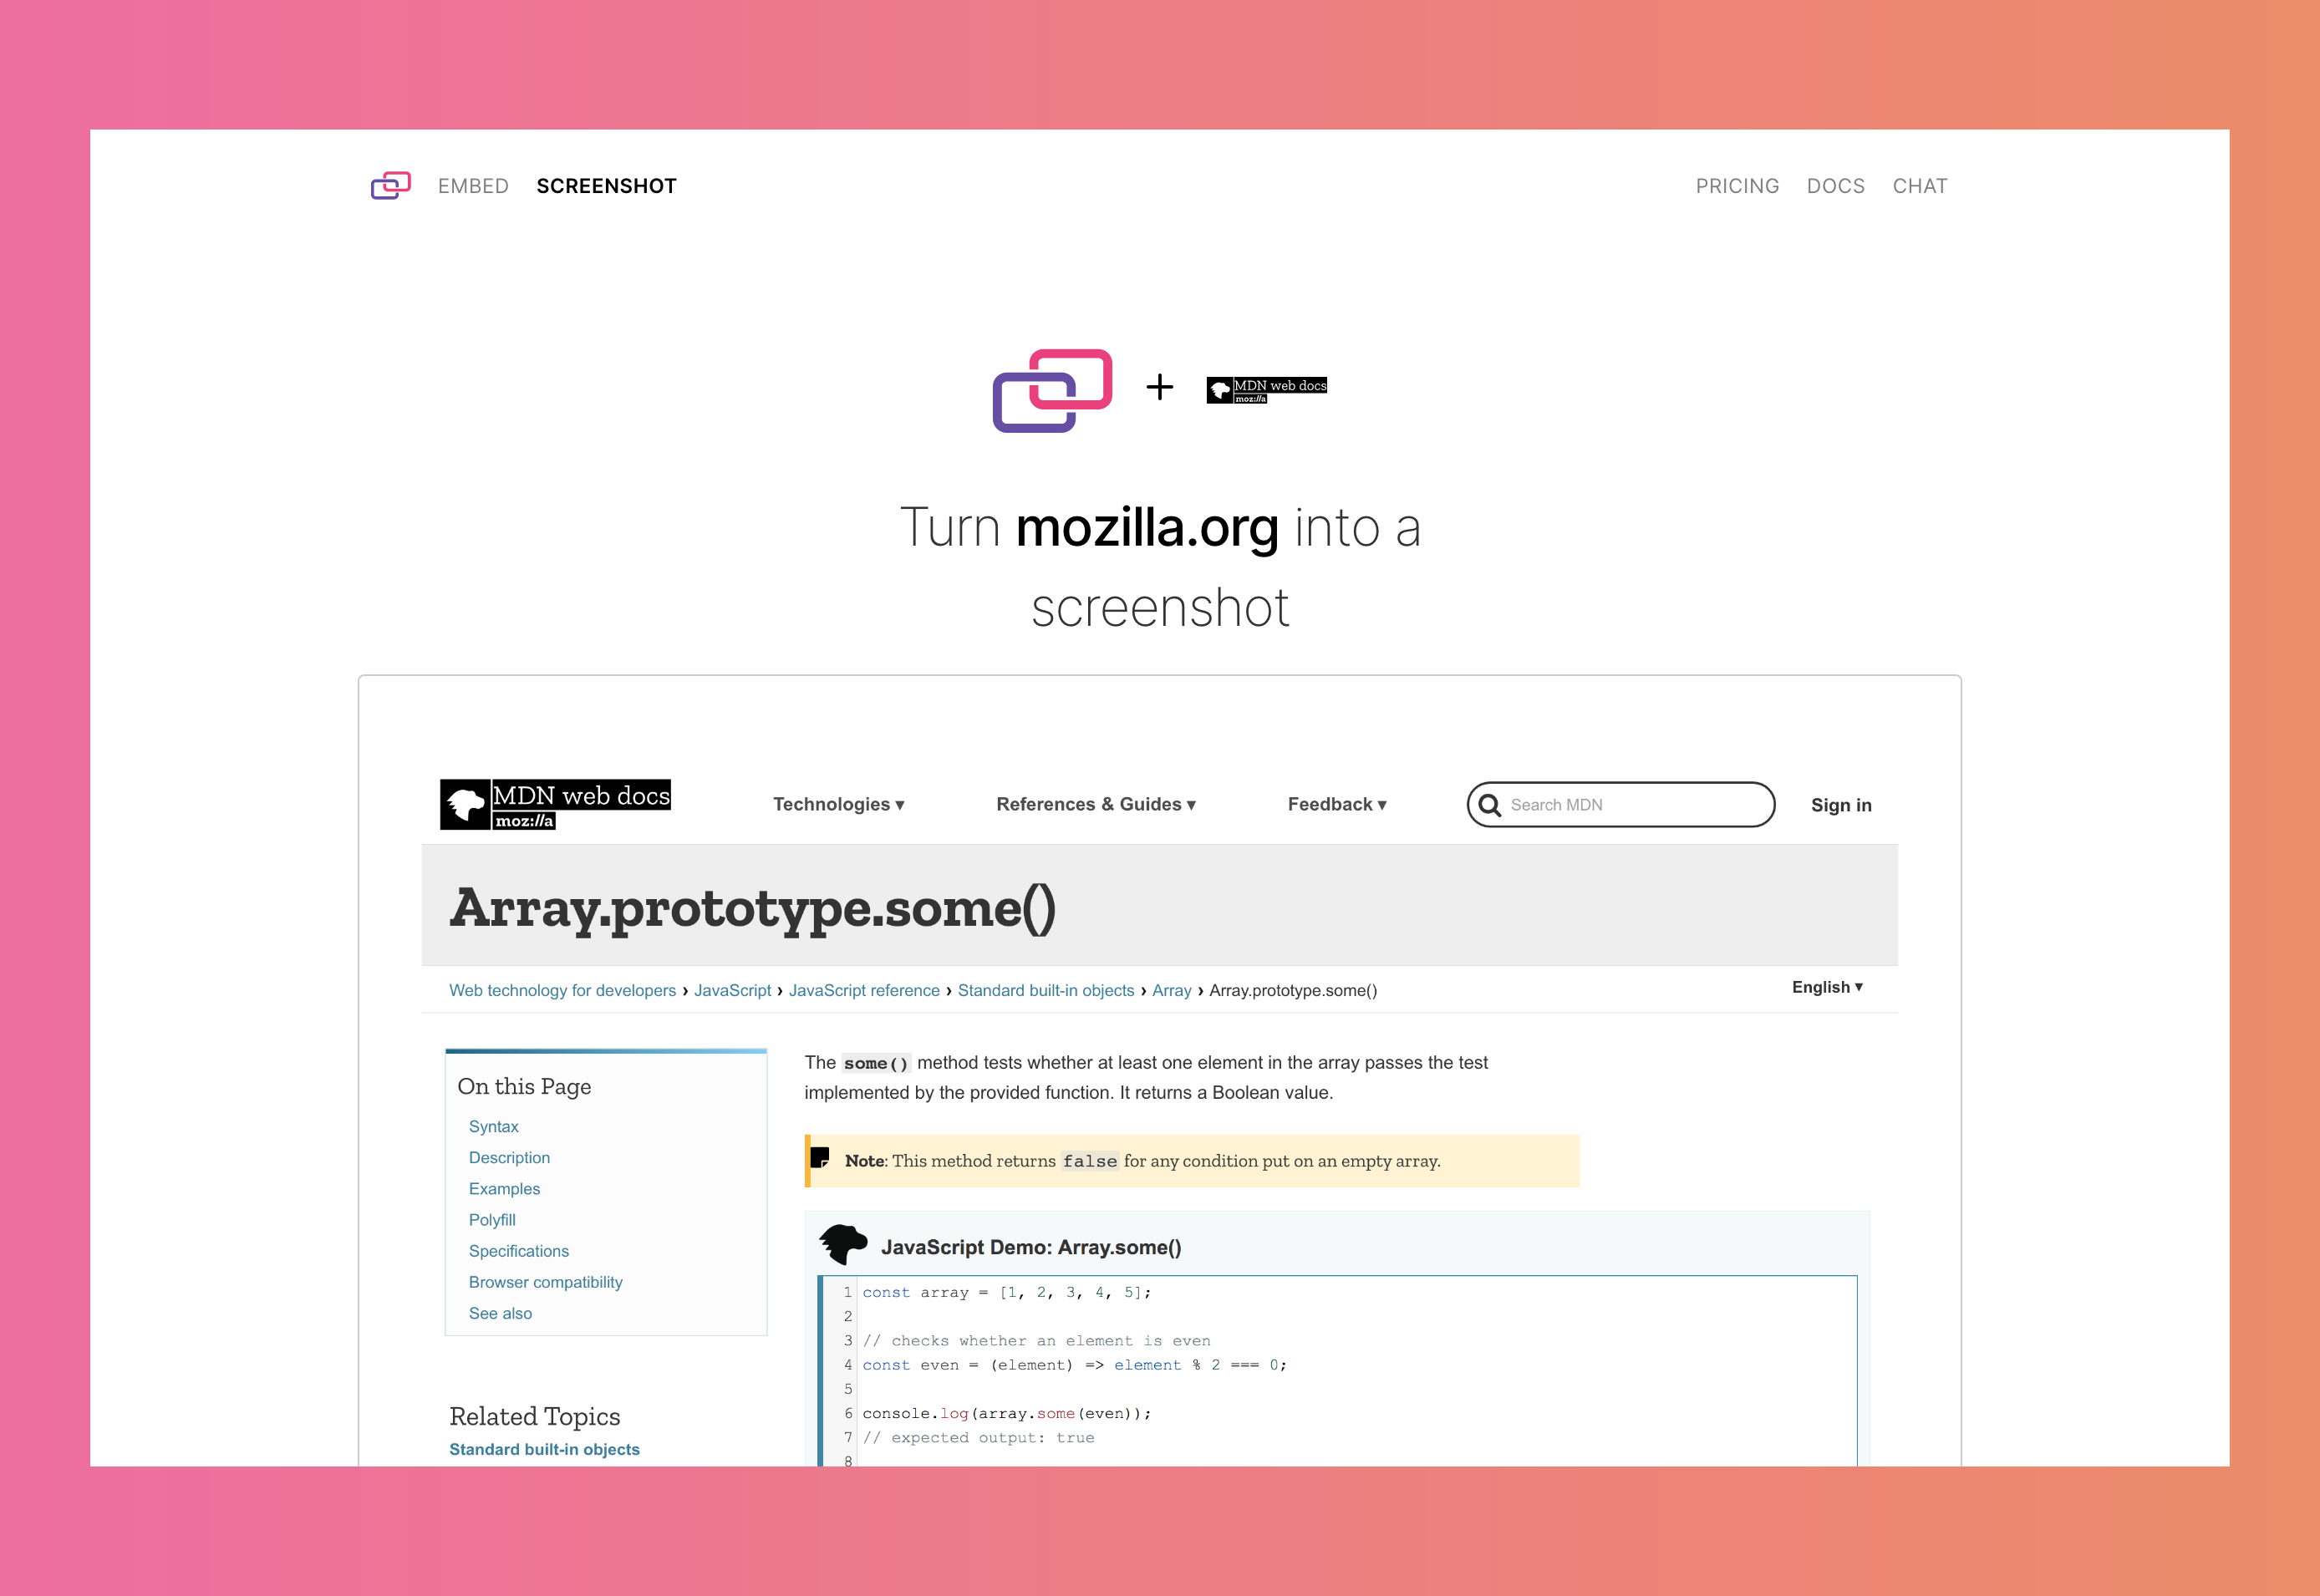 EMBED SCREENSHOT PRICING DOCS CHAT
+ MDN web docs
moz://a
Turn mozilla.org into a
screenshot
MDN web docs
moz://a
Technologies ▾ References & Guides ▾ Feedback ▾ Search MDN Sign in
Array.prototype.some()
Web technology for developers › JavaScript › JavaScript reference › Standard built-in objects › Array › Array.prototype.some() English ▾
On this Page
Syntax
Description
Examples
Polyfill
Specifications
Browser compatibility
See also
Related Topics
Standard built-in objects
The some() method tests whether at least one element in the array passes the test
implemented by the provided function. It returns a Boolean value.
Note: This method returns false for any condition put on an empty array.
JavaScript Demo: Array.some()
1 const array = [1, 2, 3, 4, 5];
2
3 // checks whether an element is even
4 const even = (element) => element % 2 === 0;
5
6 console.log(array.some(even));
7 // expected output: true
8